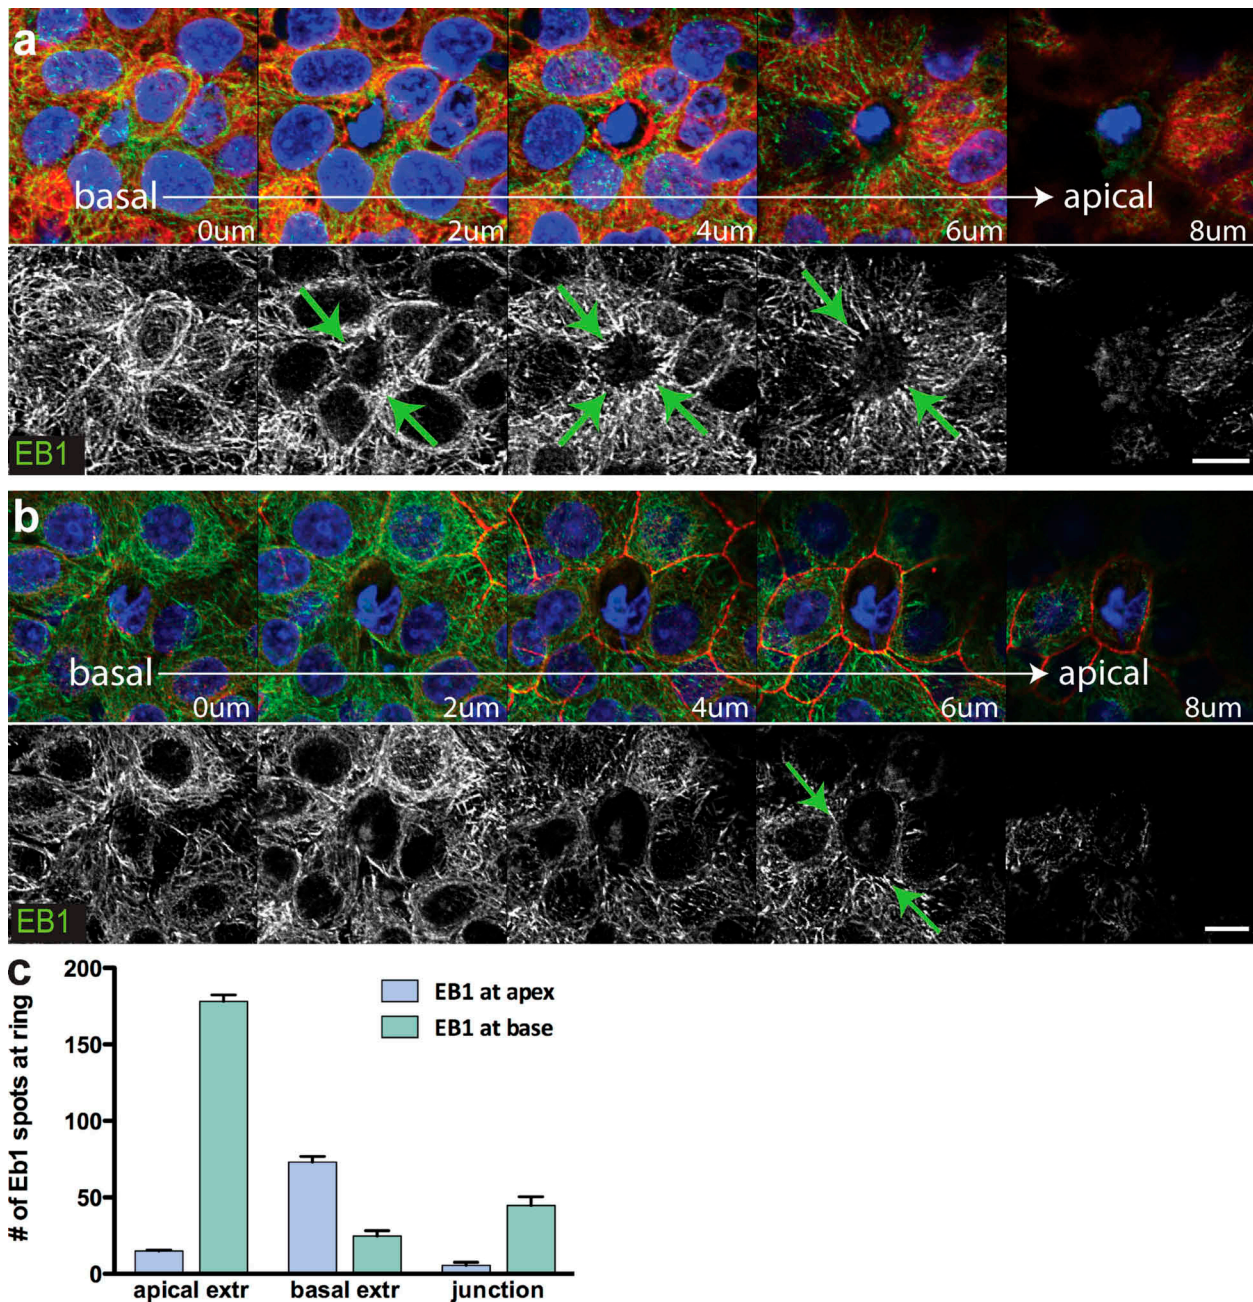 a
basal
apical
0um
2um
4um
6um
8um
EB1
b
basal
apical
0um
2um
4um
6um
8um
EB1
c
# of Eb1 spots at ring
200
150
100
50
0
EB1 at apex
EB1 at base
apical extr
basal extr
junction